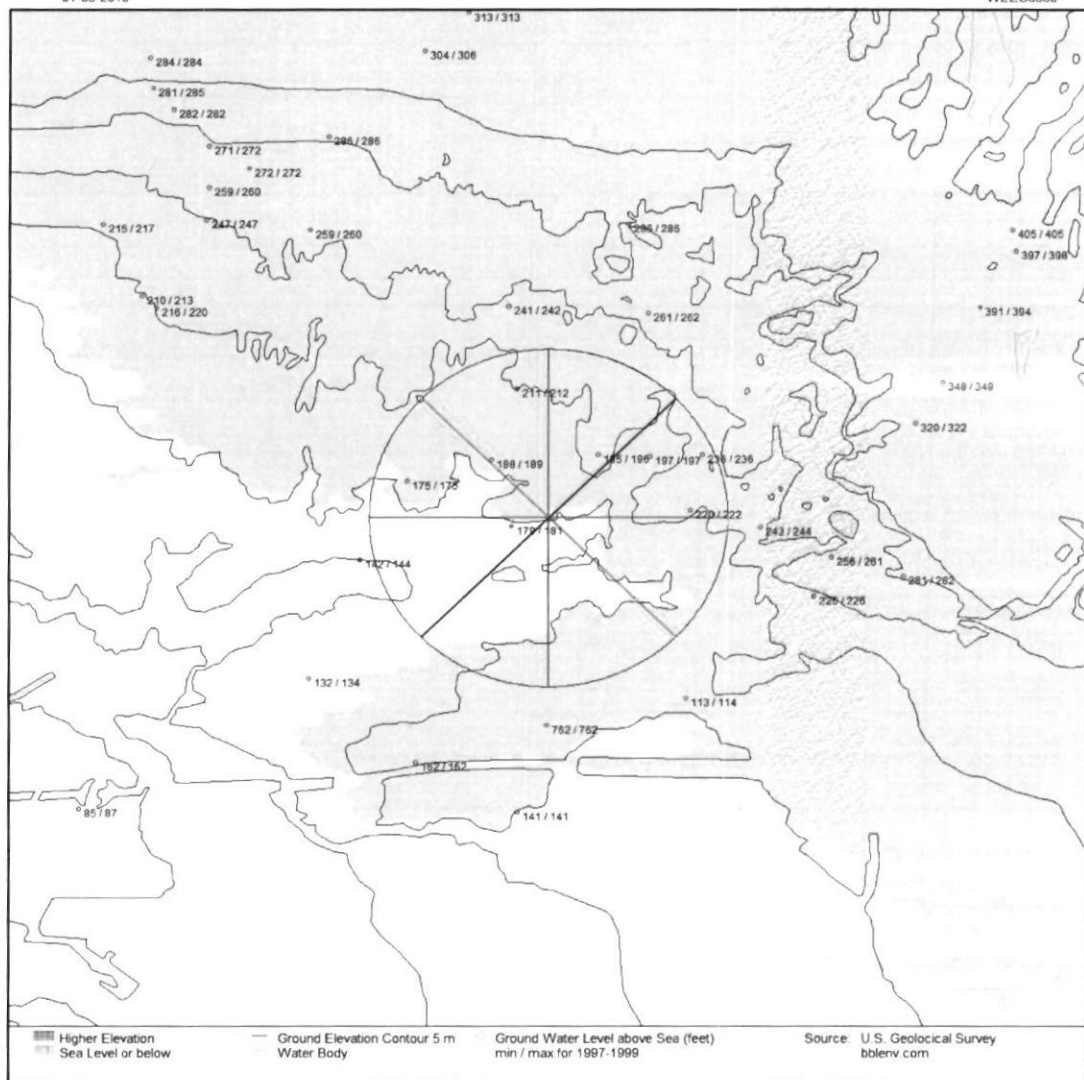 313 / 313
304 / 306
284 / 284
281 / 285
282 / 282
286 / 286
271 / 272
272 / 272
259 / 260
247 / 247
215 / 217
259 / 260
286 / 286
405 / 405
397 / 398
210 / 213
216 / 220
241 / 242
261 / 262
391 / 394
348 / 349
211 / 212
320 / 322
188 / 189
197 / 197
236 / 236
175 / 175
220 / 222
179 / 181
243 / 244
142 / 144
256 / 261
281 / 282
225 / 226
132 / 134
113 / 114
762 / 762
162 / 162
85 / 87
141 / 141
Higher Elevation
Sea Level or below
Ground Elevation Contour 5 m
Water Body
Ground Water Level above Sea (feet)
min / max for 1997-1999
Source: U.S. Geolocical Survey
bblenv.com